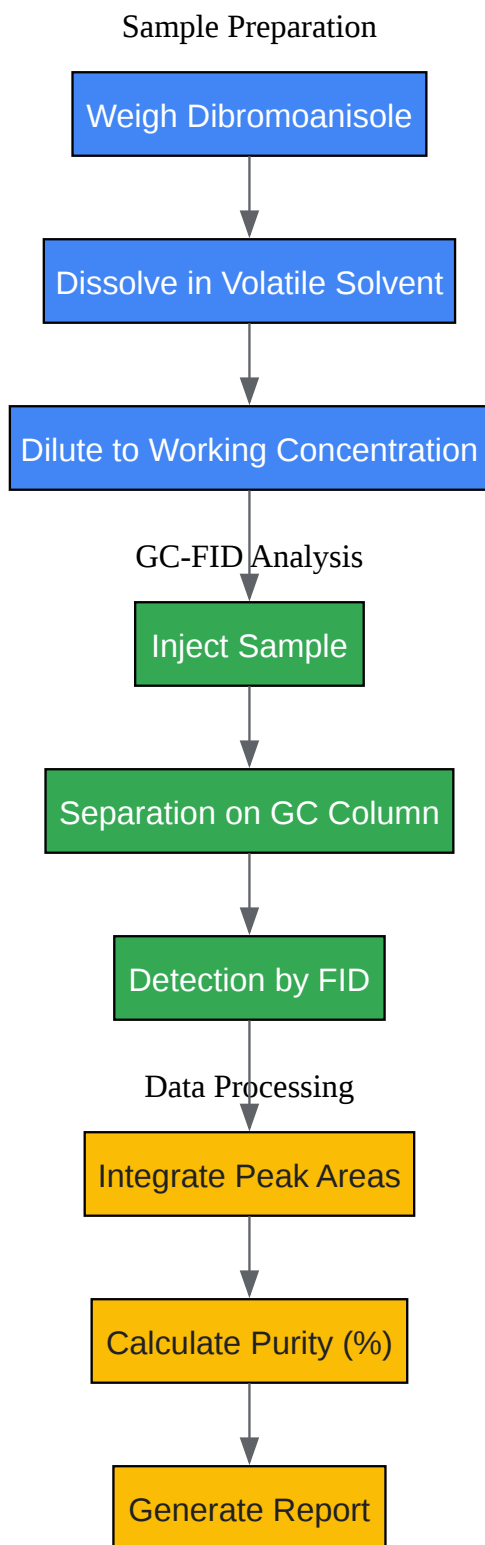 Sample Preparation
Weigh Dibromoanisole
Dissolve in Volatile Solvent
Dilute to Working Concentration
GC-FID Analysis
Inject Sample
Separation on GC Column
Detection by FID
Data Processing
Integrate Peak Areas
Calculate Purity (%)
Generate Report